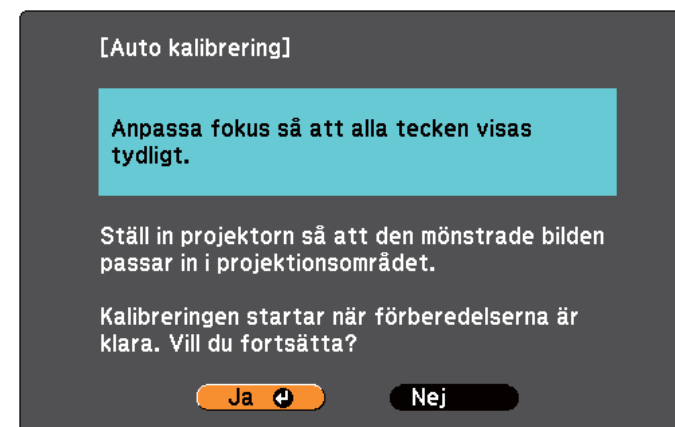 [Auto kalibrering]
Anpassa fokus så att alla tecken visas
tydligt.
Ställ in projektorn så att den mönstrade bilden
passar in i projektionsområdet.
Kalibreringen startar när förberedelserna är
klara. Vill du fortsätta?
Ja
Nej